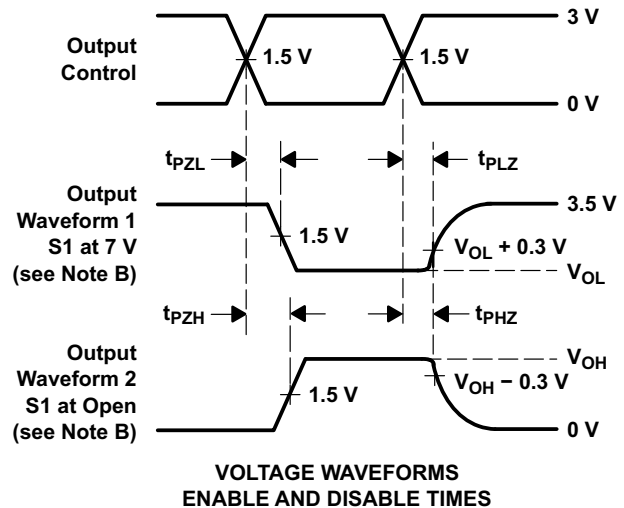 3 V
Output
Control
1.5 V
1.5 V
0 V
tPZL
tPLZ
Output
Waveform 1
S1 at 7 V
(see Note B)
3.5 V
1.5 V
VOL + 0.3 V
VOL
tPZH
tPHZ
Output
Waveform 2
S1 at Open
(see Note B)
VOH
1.5 V
VOH − 0.3 V
0 V
VOLTAGE WAVEFORMS
ENABLE AND DISABLE TIMES